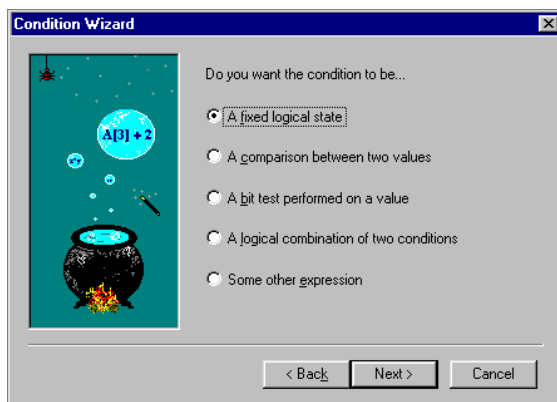 Condition Wizard
Do you want the condition to be...
A fixed logical state
A[3] + 2
A comparison between two values
A bit test performed on a value
A logical combination of two conditions
Some other expression
< Back
Next >
Cancel